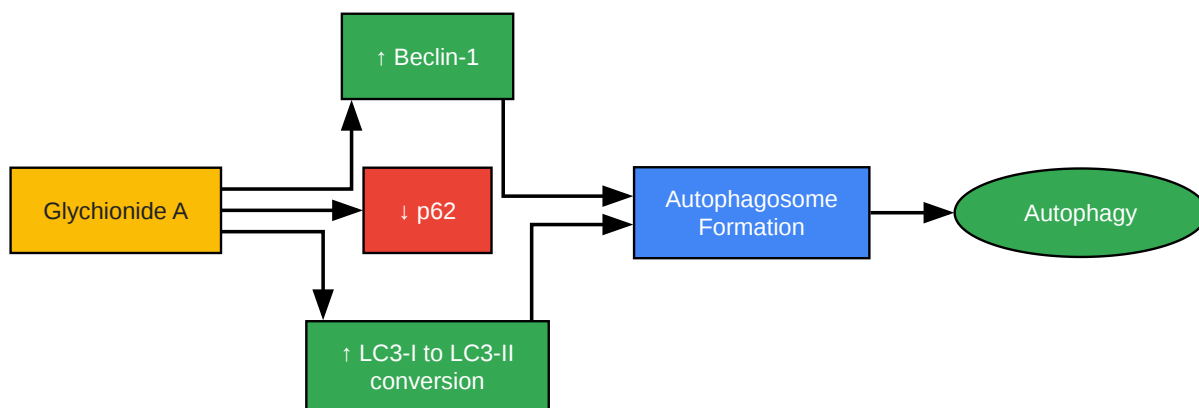 ↑ Beclin-1
Glychionide A
↓ p62
Autophagosome
Formation
Autophagy
↑ LC3-I to LC3-II
conversion